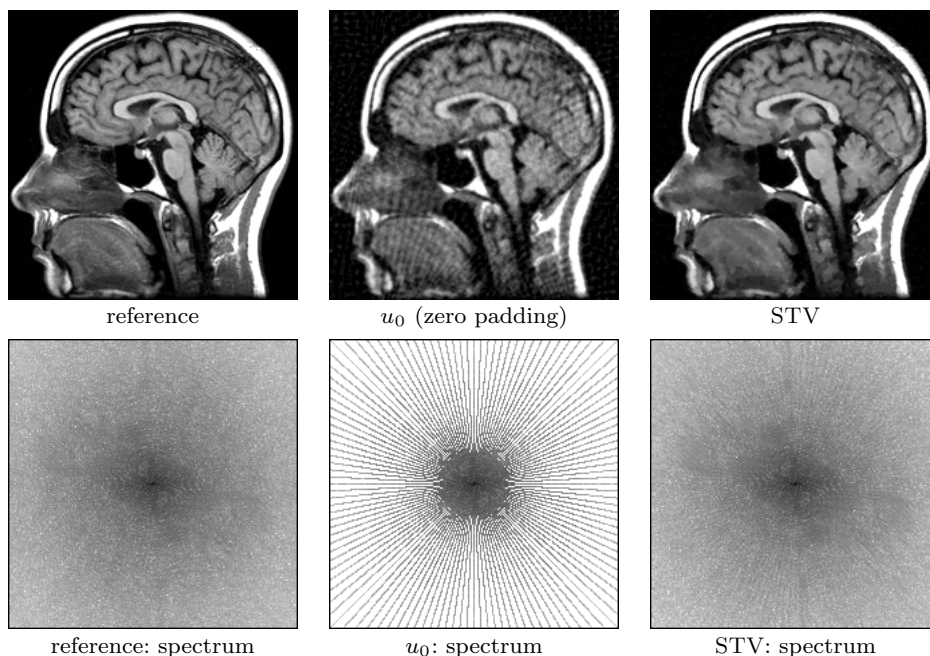 reference
u₀ (zero padding)
STV
reference: spectrum
u₀: spectrum
STV: spectrum